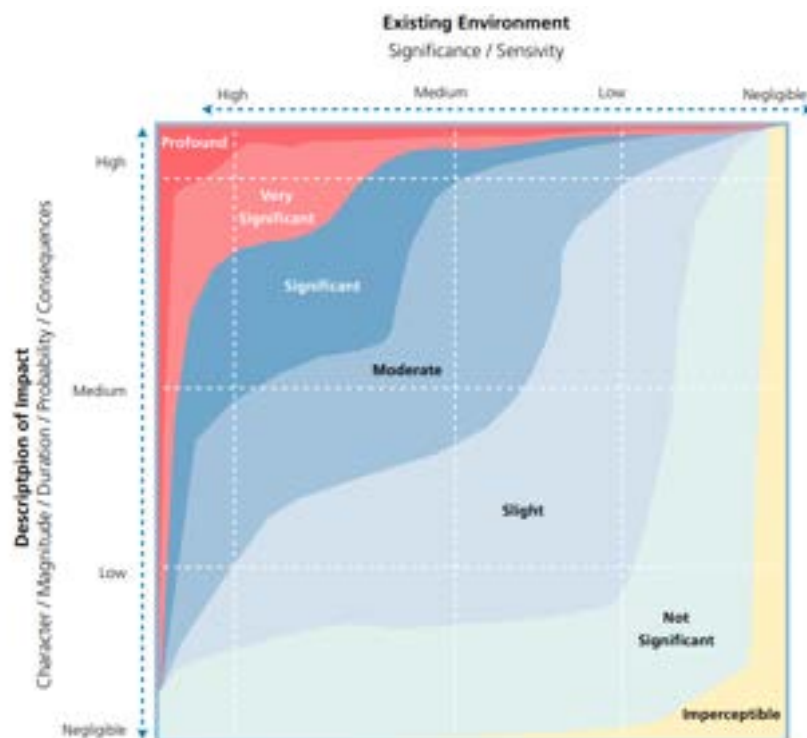 Existing Environment
Significance / Sensivity
High
Medium
Low
Negligible
Descriptpion of Impact
Character / Magnitude / Duration / Probability / Consequences
High
Medium
Low
Negligible
Profound
Very
Significant
Significant
Moderate
Slight
Not
Significant
Imperceptible